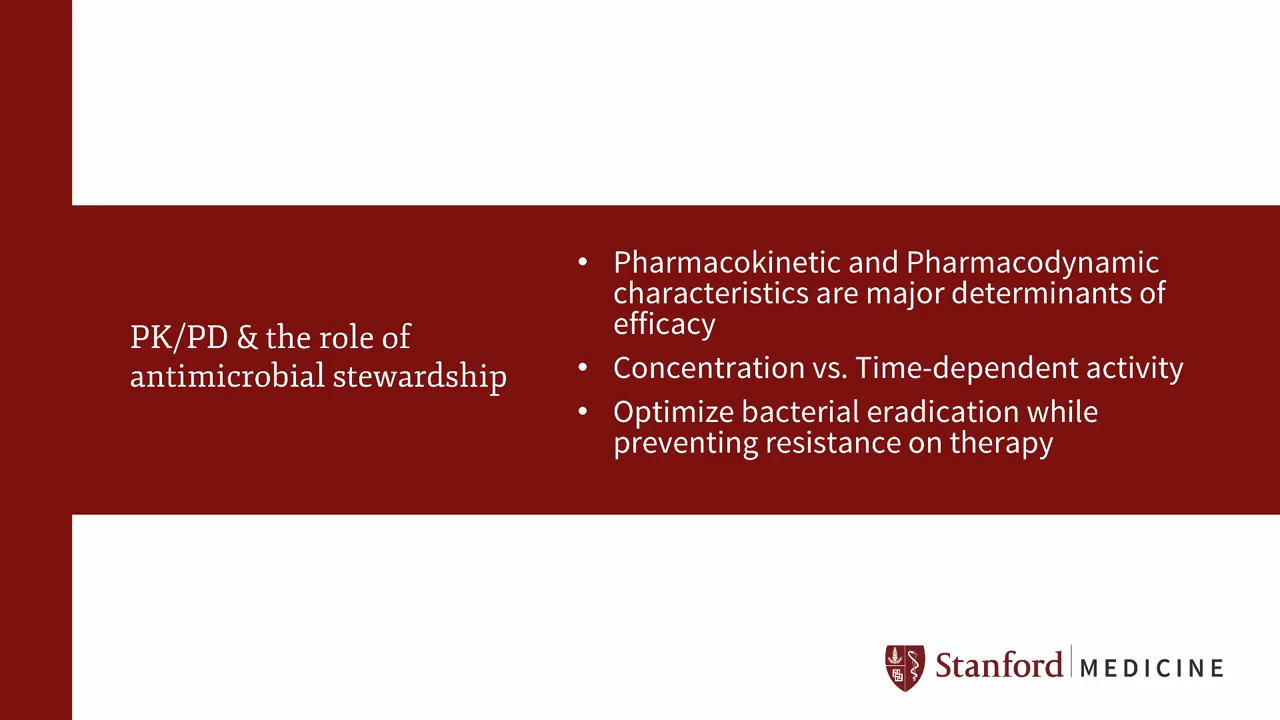 PK/PD & the role of
antimicrobial stewardship
• Pharmacokinetic and Pharmacodynamic
characteristics are major determinants of
efficacy
• Concentration vs. Time-dependent activity
• Optimize bacterial eradication while
preventing resistance on therapy
Stanford MEDICINE